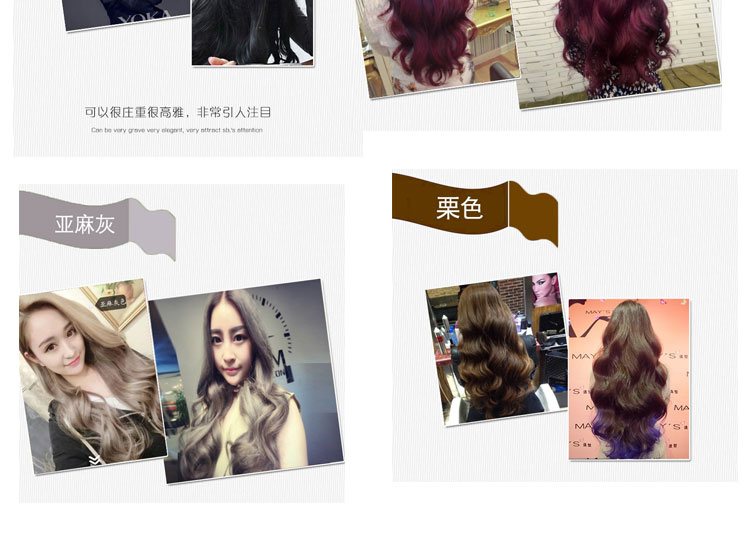 YOKA
可以很庄重很高雅，非常引人注目
Can be very grave very elegant, very attract sb.'s attention
亚麻灰
栗色
亚麻灰色
MAY'S
MAY'S
MAY'S